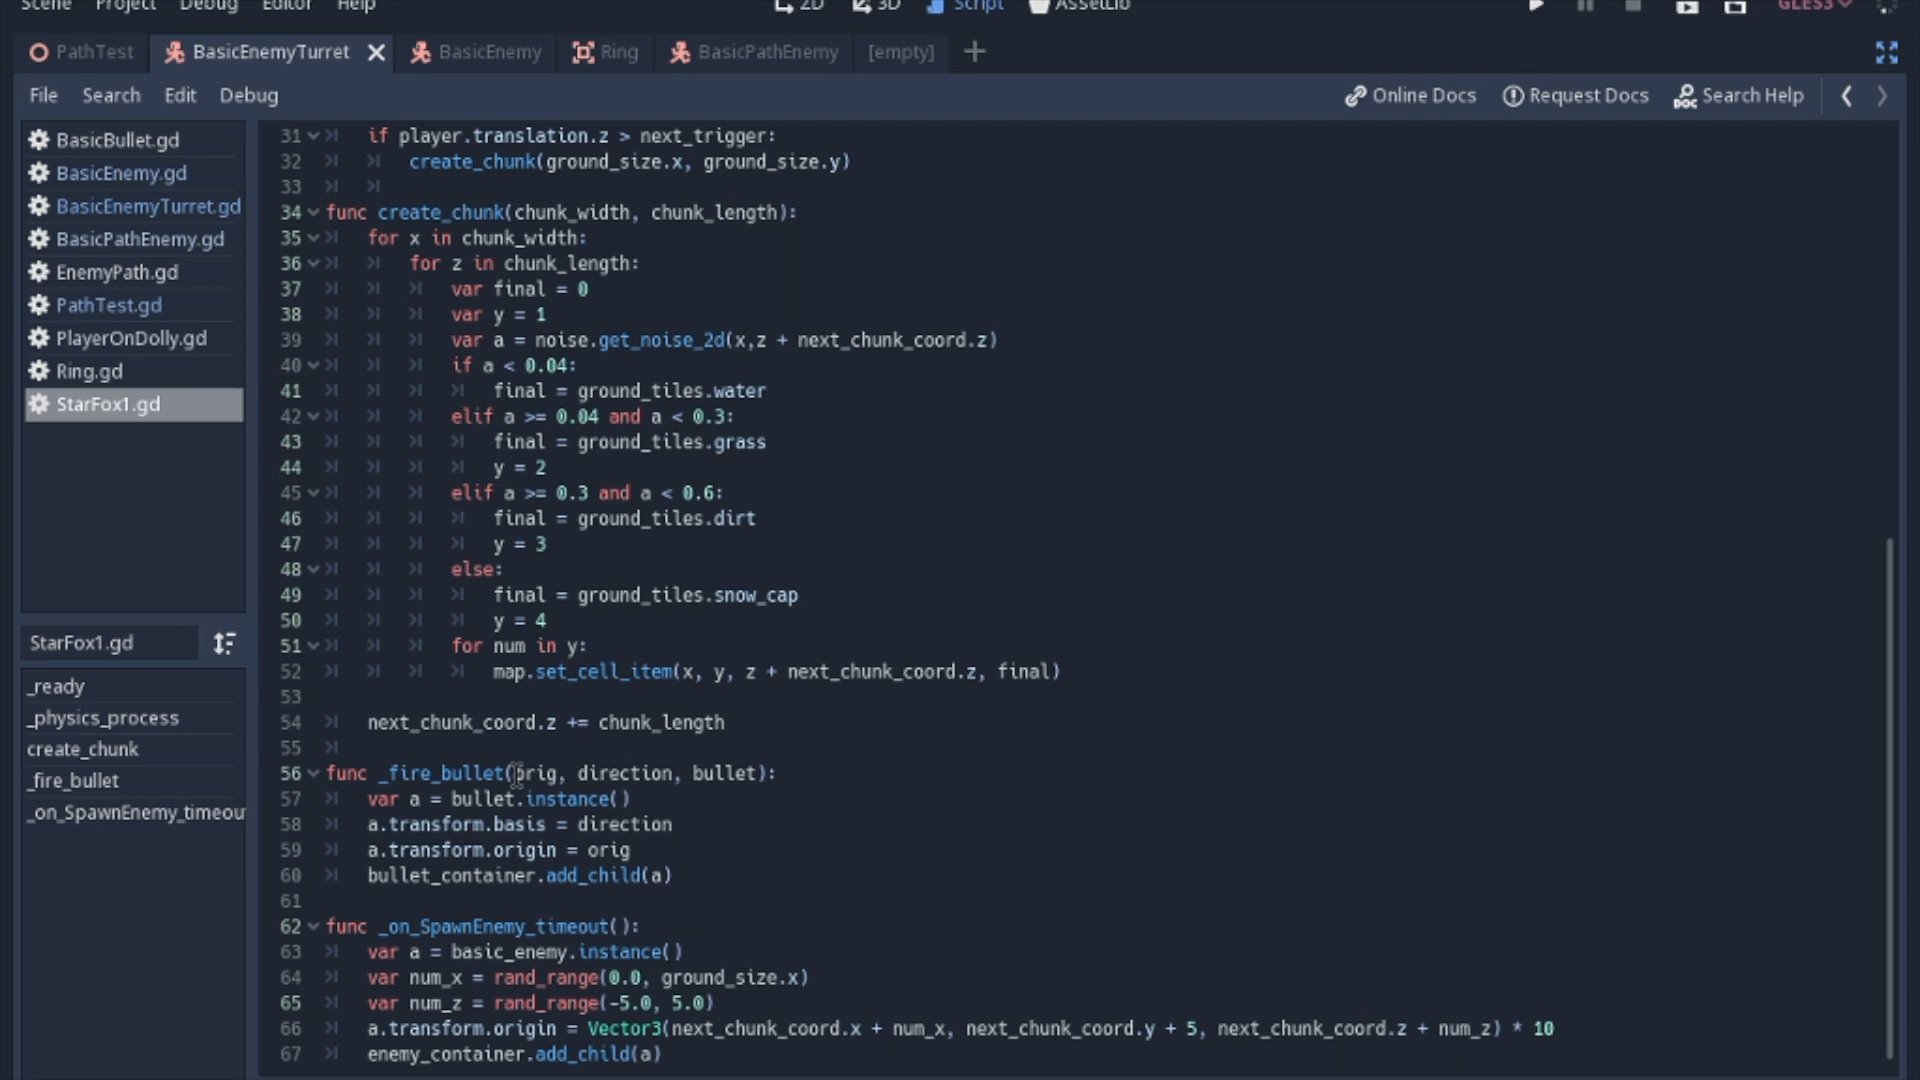 Scene Project Debug Editor Help 2D 3D Script AssetLib GLES3
PathTest BasicEnemyTurret BasicEnemy Ring BasicPathEnemy [empty]
File Search Edit Debug Online Docs Request Docs Search Help
BasicBullet.gd
BasicEnemy.gd
BasicEnemyTurret.gd
BasicPathEnemy.gd
EnemyPath.gd
PathTest.gd
PlayerOnDolly.gd
Ring.gd
StarFox1.gd
StarFox1.gd
_ready
_physics_process
create_chunk
_fire_bullet
_on_SpawnEnemy_timeou
31 if player.translation.z > next_trigger:
32 create_chunk(ground_size.x, ground_size.y)
33
34 func create_chunk(chunk_width, chunk_length):
35 for x in chunk_width:
36 for z in chunk_length:
37 var final = 0
38 var y = 1
39 var a = noise.get_noise_2d(x,z + next_chunk_coord.z)
40 if a < 0.04:
41 final = ground_tiles.water
42 elif a >= 0.04 and a < 0.3:
43 final = ground_tiles.grass
44 y = 2
45 elif a >= 0.3 and a < 0.6:
46 final = ground_tiles.dirt
47 y = 3
48 else:
49 final = ground_tiles.snow_cap
50 y = 4
51 for num in y:
52 map.set_cell_item(x, y, z + next_chunk_coord.z, final)
53
54 next_chunk_coord.z += chunk_length
55
56 func _fire_bullet(orig, direction, bullet):
57 var a = bullet.instance()
58 a.transform.basis = direction
59 a.transform.origin = orig
60 bullet_container.add_child(a)
61
62 func _on_SpawnEnemy_timeout():
63 var a = basic_enemy.instance()
64 var num_x = rand_range(0.0, ground_size.x)
65 var num_z = rand_range(-5.0, 5.0)
66 a.transform.origin = Vector3(next_chunk_coord.x + num_x, next_chunk_coord.y + 5, next_chunk_coord.z + num_z) * 10
67 enemy_container.add_child(a)